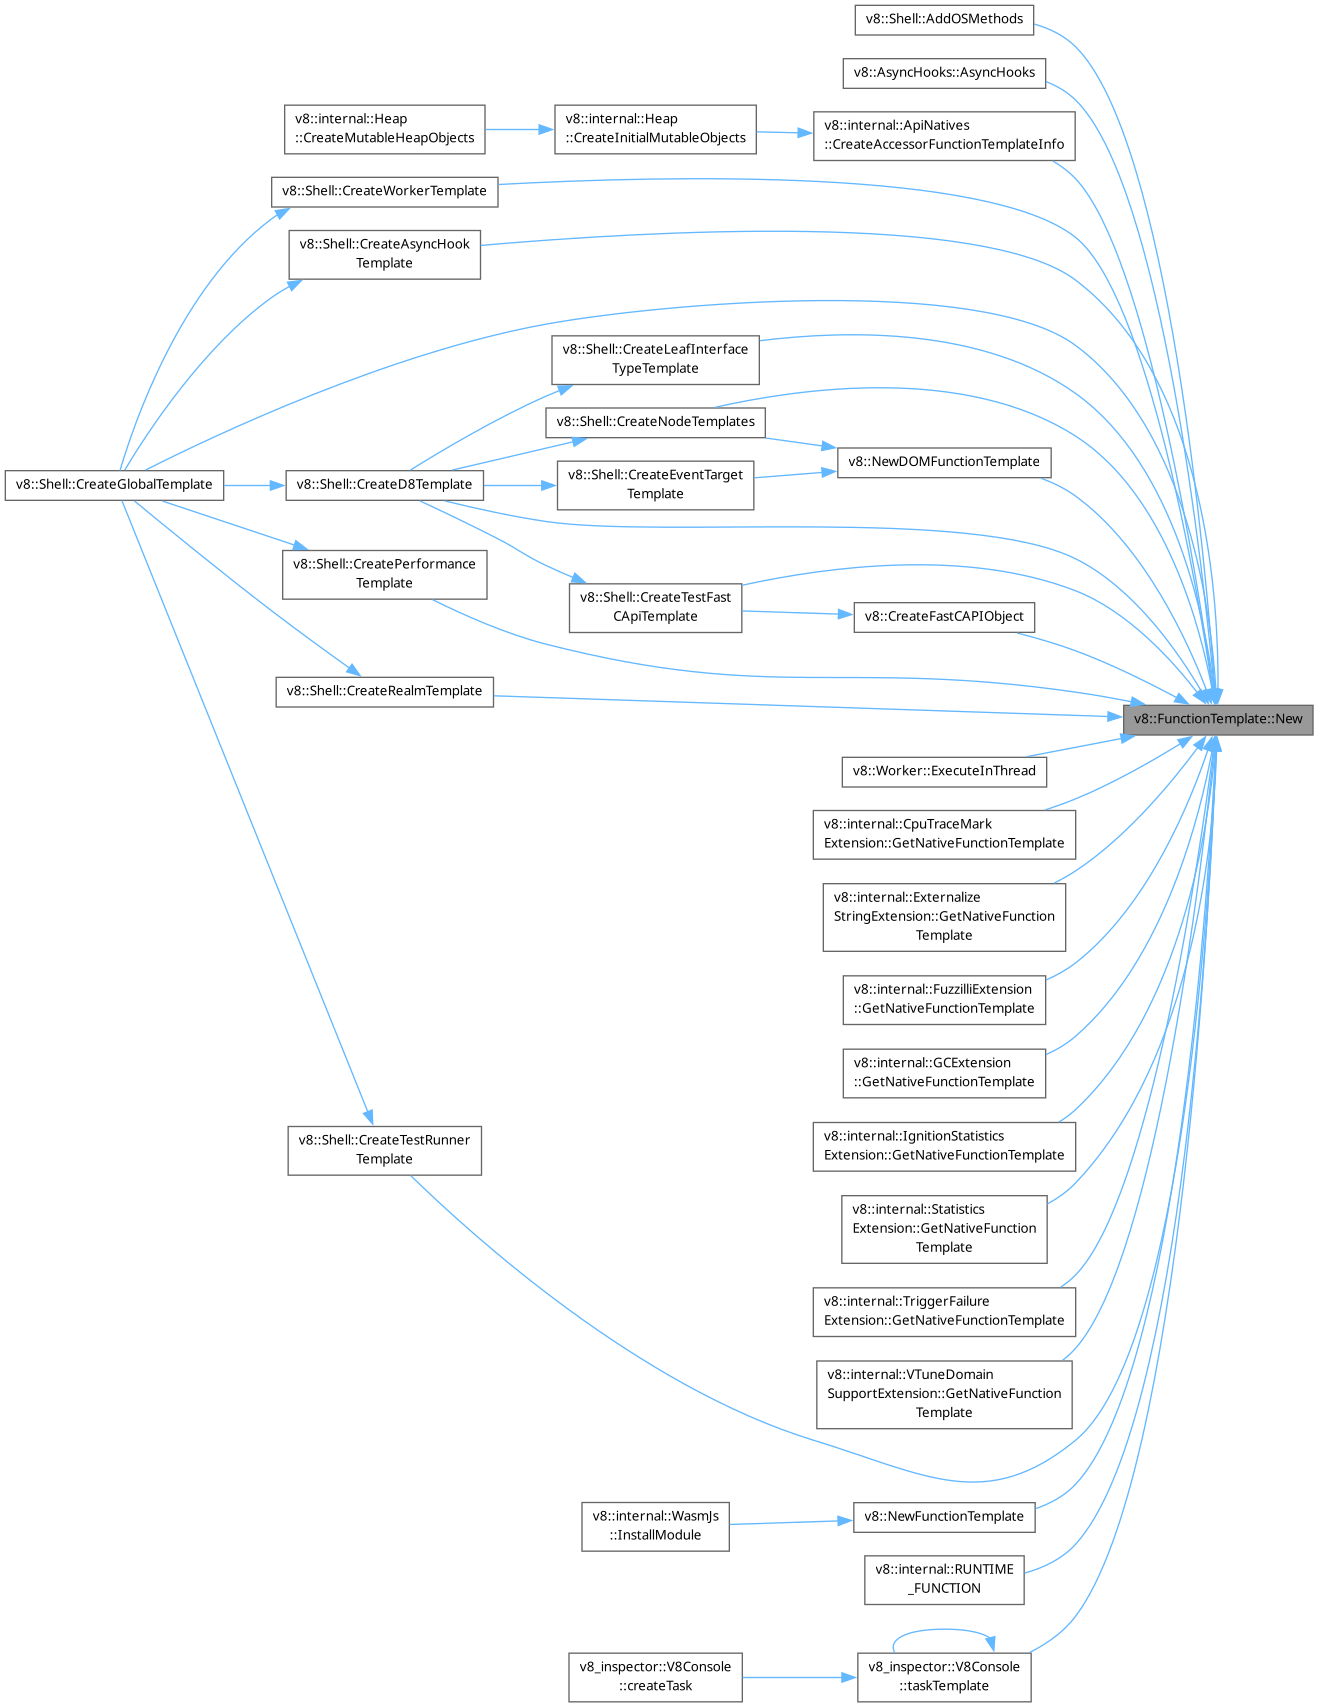 v8::Shell::AddOSMethods
v8::AsyncHooks::AsyncHooks
v8::internal::Heap
::CreateMutableHeapObjects
v8::internal::Heap
::CreateInitialMutableObjects
v8::internal::ApiNatives
::CreateAccessorFunctionTemplateInfo
v8::Shell::CreateWorkerTemplate
v8::Shell::CreateAsyncHook
Template
v8::Shell::CreateLeafInterface
TypeTemplate
v8::Shell::CreateNodeTemplates
v8::NewDOMFunctionTemplate
v8::Shell::CreateGlobalTemplate
v8::Shell::CreateD8Template
v8::Shell::CreateEventTarget
Template
v8::Shell::CreatePerformance
Template
v8::Shell::CreateTestFast
CApiTemplate
v8::CreateFastCAPIObject
v8::Shell::CreateRealmTemplate
v8::FunctionTemplate::New
v8::Worker::ExecuteInThread
v8::internal::CpuTraceMark
Extension::GetNativeFunctionTemplate
v8::internal::Externalize
StringExtension::GetNativeFunction
Template
v8::internal::FuzzilliExtension
::GetNativeFunctionTemplate
v8::internal::GCExtension
::GetNativeFunctionTemplate
v8::Shell::CreateTestRunner
Template
v8::internal::IgnitionStatistics
Extension::GetNativeFunctionTemplate
v8::internal::Statistics
Extension::GetNativeFunction
Template
v8::internal::TriggerFailure
Extension::GetNativeFunctionTemplate
v8::internal::VTuneDomain
SupportExtension::GetNativeFunction
Template
v8::internal::WasmJs
::InstallModule
v8::NewFunctionTemplate
v8::internal::RUNTIME
_FUNCTION
v8_inspector::V8Console
::createTask
v8_inspector::V8Console
::taskTemplate